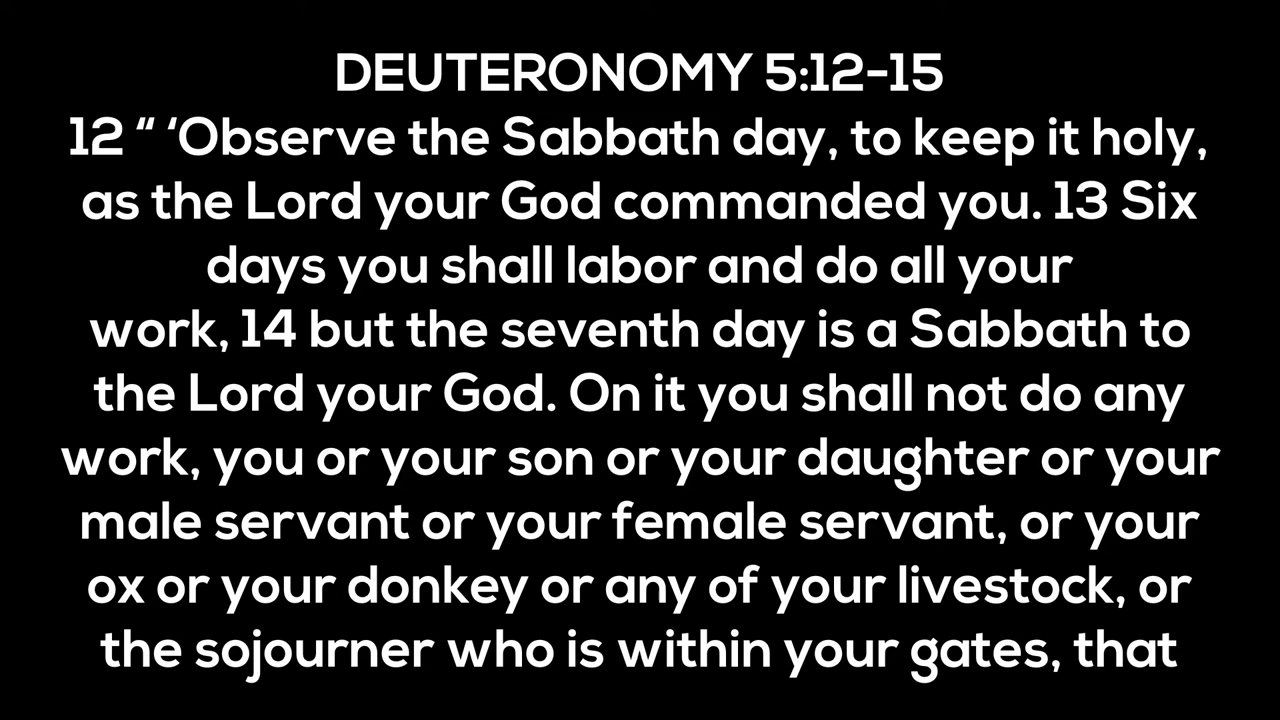 DEUTERONOMY 5:12-15
12 “ ‘Observe the Sabbath day, to keep it holy,
as the Lord your God commanded you. 13 Six
days you shall labor and do all your
work, 14 but the seventh day is a Sabbath to
the Lord your God. On it you shall not do any
work, you or your son or your daughter or your
male servant or your female servant, or your
ox or your donkey or any of your livestock, or
the sojourner who is within your gates, that